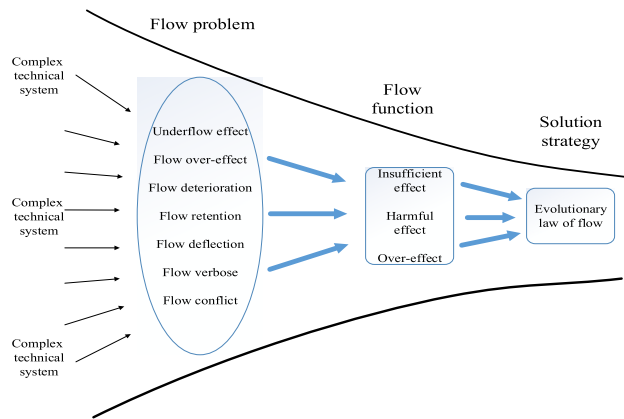 Flow problem
Complex
technical
system
Complex
technical
system
Complex
technical
system
Underflow effect
Flow over-effect
Flow deterioration
Flow retention
Flow deflection
Flow verbose
Flow conflict
Flow
function
Insufficient
effect
Harmful
effect
Over-effect
Solution
strategy
Evolutionary
law of flow